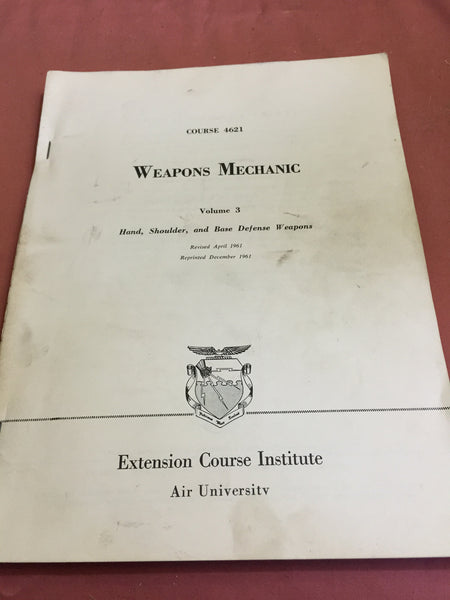 COURSE 4621
WEAPONS MECHANIC
Volume 3
Hand, Shoulder, and Base Defense Weapons
Revised April 1961
Reprinted December 1961
Extension Course Institute
Air University